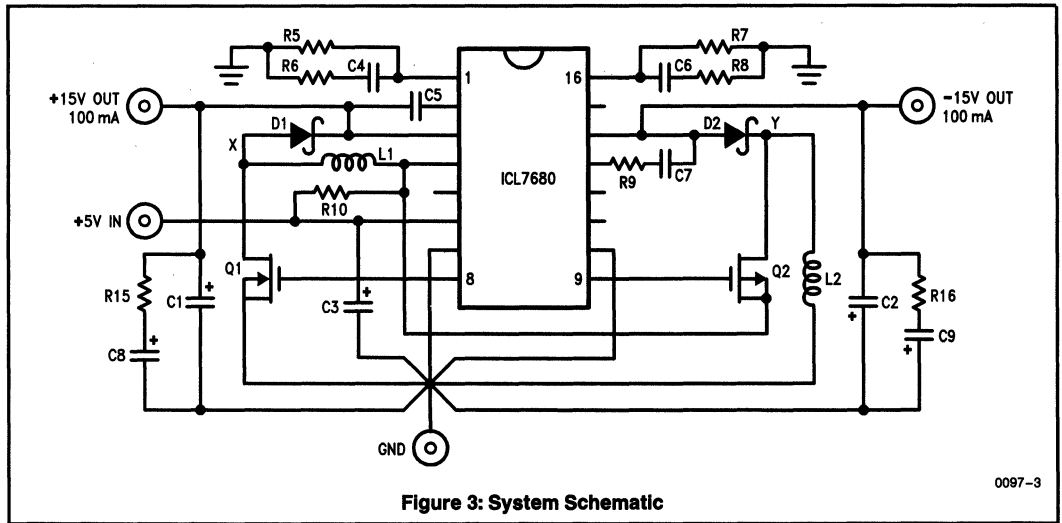 R5
R7
R6
C4
C6
R8
1
16
+15V OUT
100 mA
C5
-15V OUT
100 mA
D1
D2
Y
X
L1
ICL7680
R9
C7
R10
+5V IN
Q1
8
9
Q2
L2
R15
+
C1
C3
+
C2
+
R16
C8
+
C9
+
GND
0097-3
Figure 3: System Schematic